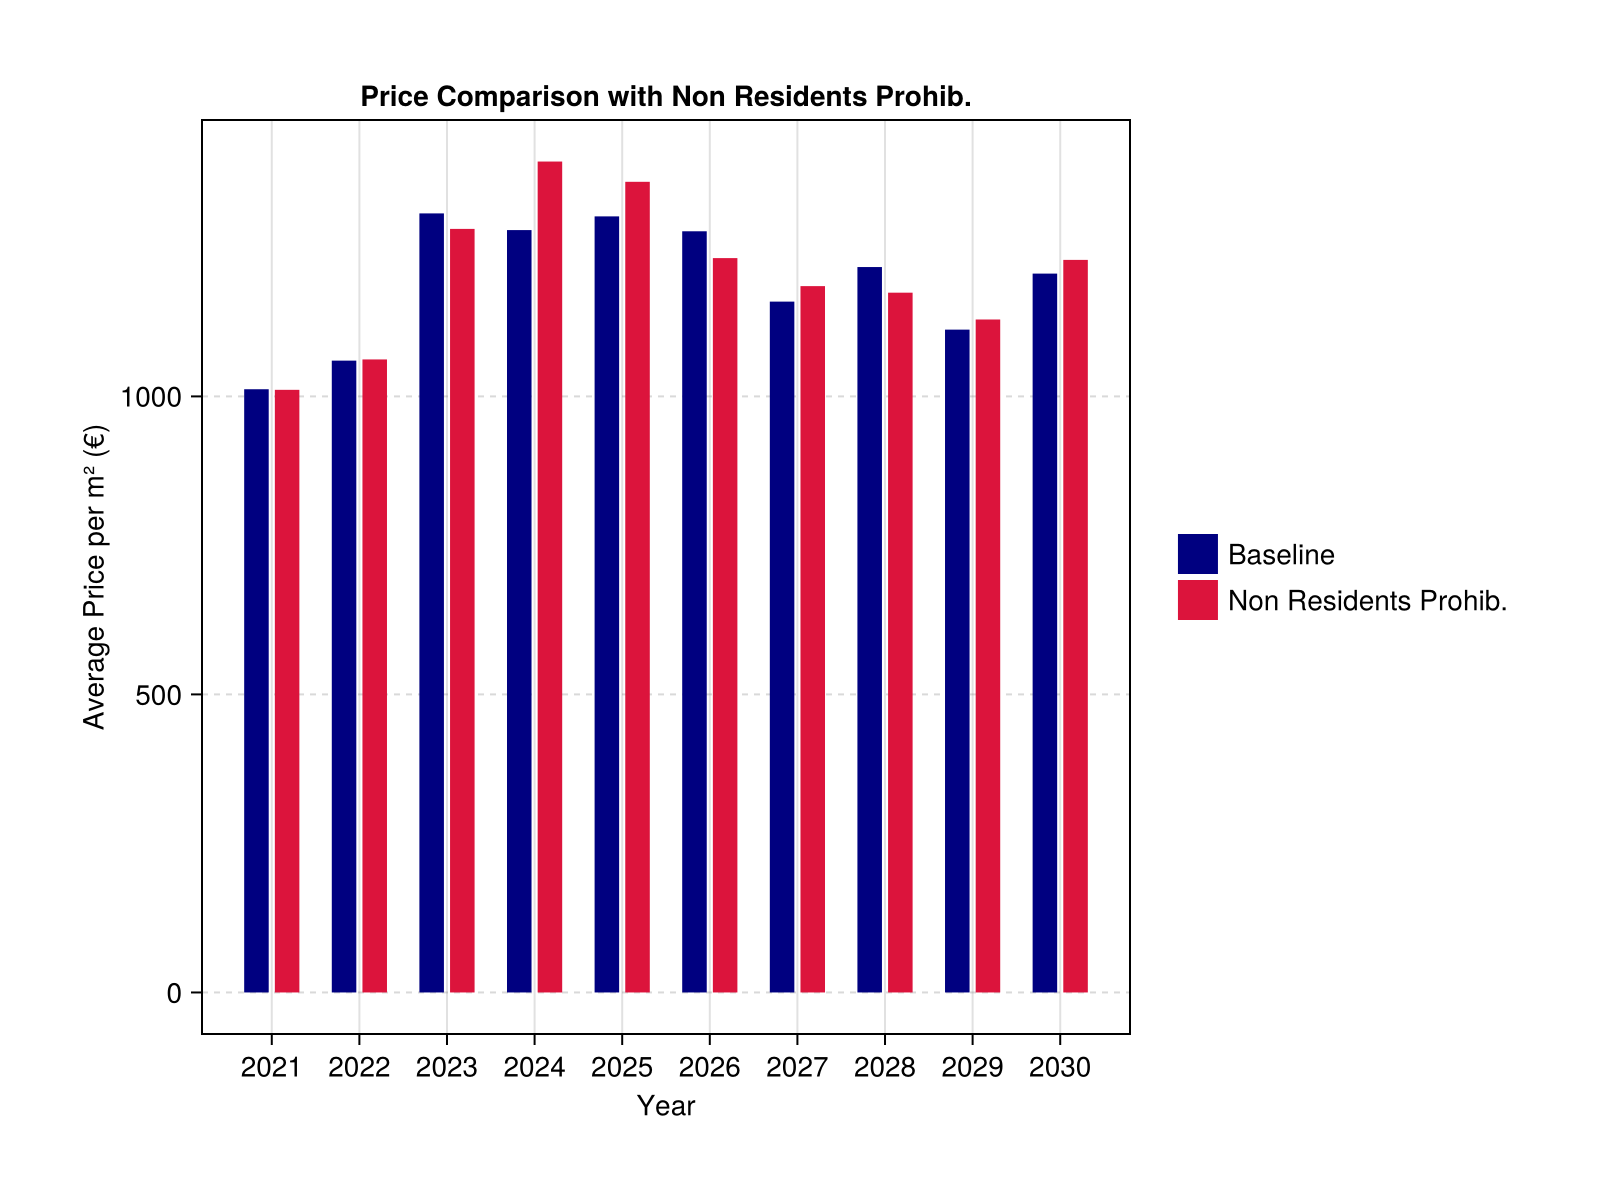 Price Comparison with Non Residents Prohib.
Average Price per m² (€)
1000
500
0
2021 2022 2023 2024 2025 2026 2027 2028 2029 2030
Year
Baseline
Non Residents Prohib.